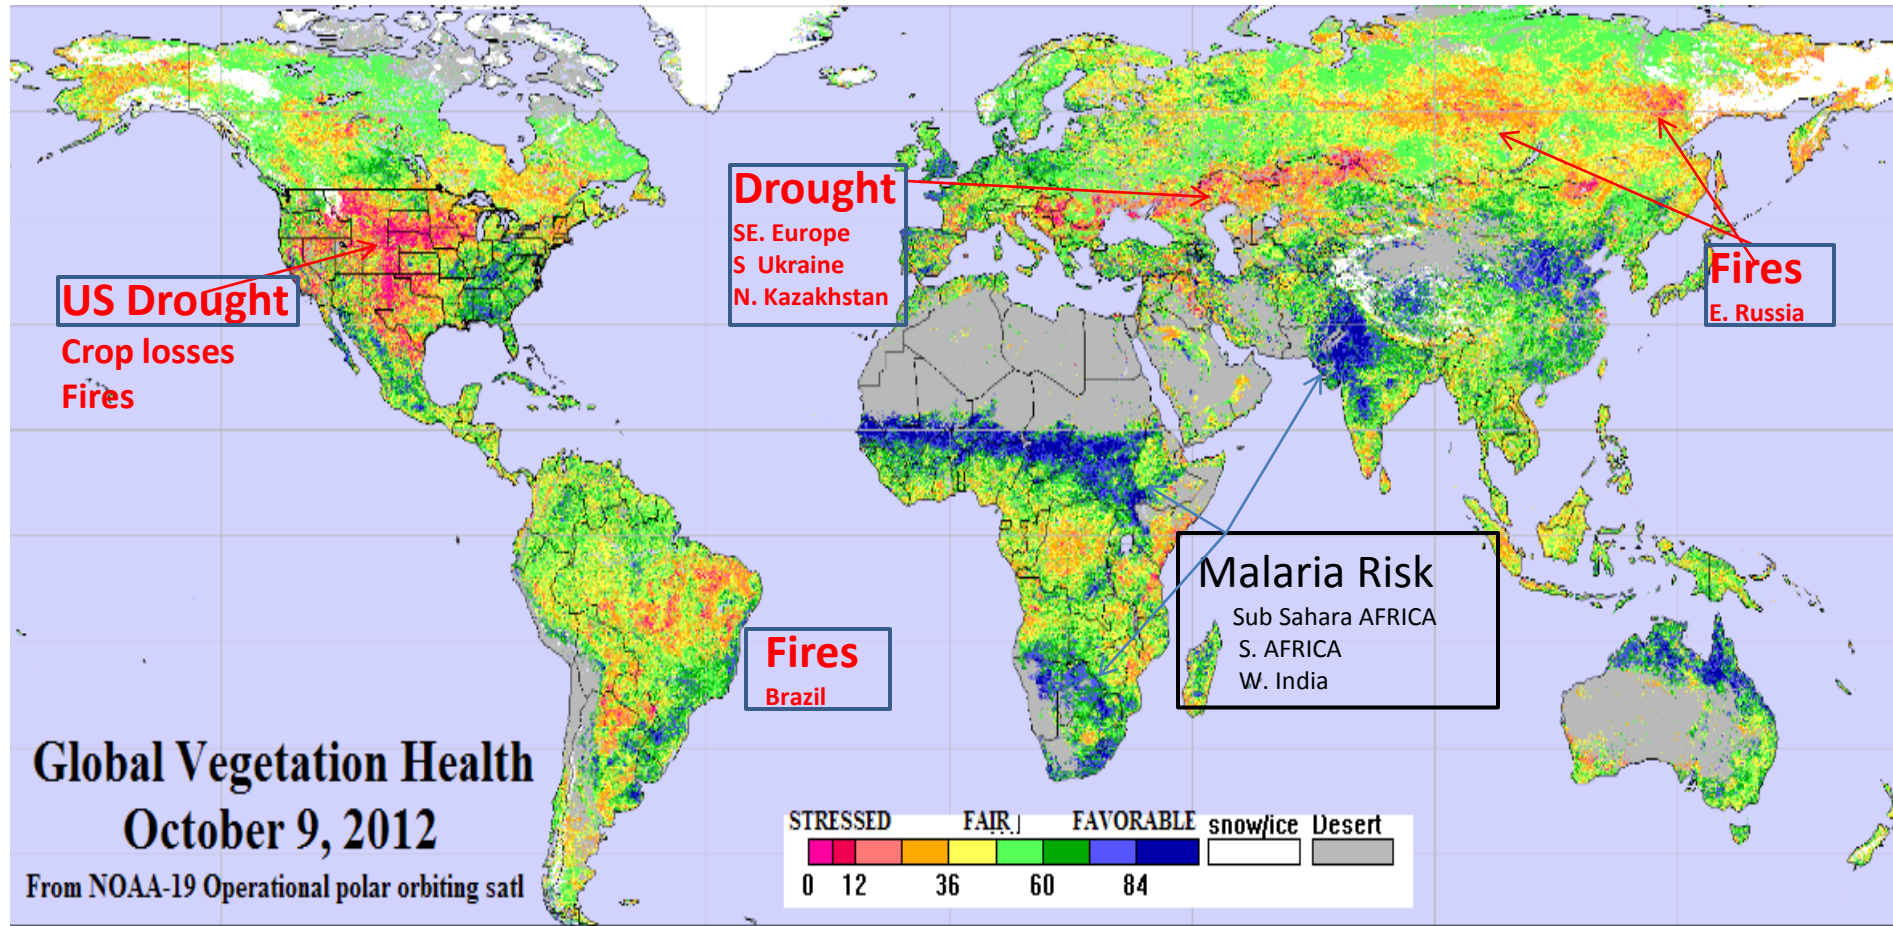 US Drought
Crop losses
Fires
Drought
SE. Europe
S Ukraine
N. Kazakhstan
Fires
E. Russia
Malaria Risk
Sub Sahara AFRICA
S. AFRICA
W. India
Fires
Brazil
Global Vegetation Health
October 9, 2012
From NOAA-19 Operational polar orbiting satl
STRESSED FAIR FAVORABLE snow/ice Desert
0 12 36 60 84